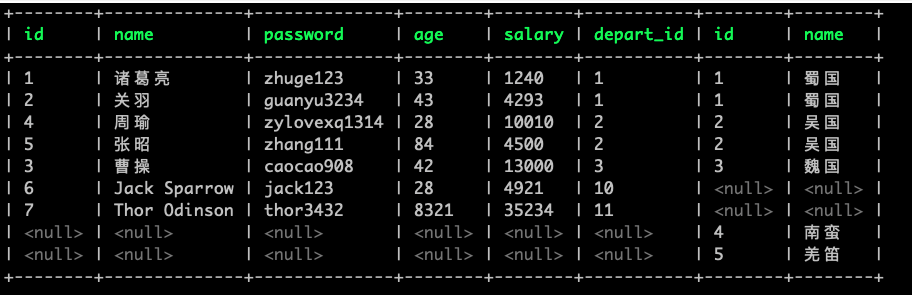 | id | name | password | age | salary | depart_id | id | name |
| 1 | 诸葛亮 | zhuge123 | 33 | 1240 | 1 | 1 | 蜀国 |
| 2 | 关羽 | guanyu3234 | 43 | 4293 | 1 | 1 | 蜀国 |
| 4 | 周瑜 | zylovexq1314 | 28 | 10010 | 2 | 2 | 吴国 |
| 5 | 张昭 | zhang111 | 84 | 4500 | 2 | 2 | 吴国 |
| 3 | 曹操 | caocao908 | 42 | 13000 | 3 | 3 | 魏国 |
| 6 | Jack Sparrow | jack123 | 28 | 4921 | 10 | <null> | <null> |
| 7 | Thor Odinson | thor3432 | 8321 | 35234 | 11 | <null> | <null> |
| <null> | <null> | <null> | <null> | <null> | <null> | 4 | 南蛮 |
| <null> | <null> | <null> | <null> | <null> | <null> | 5 | 羌笛 |